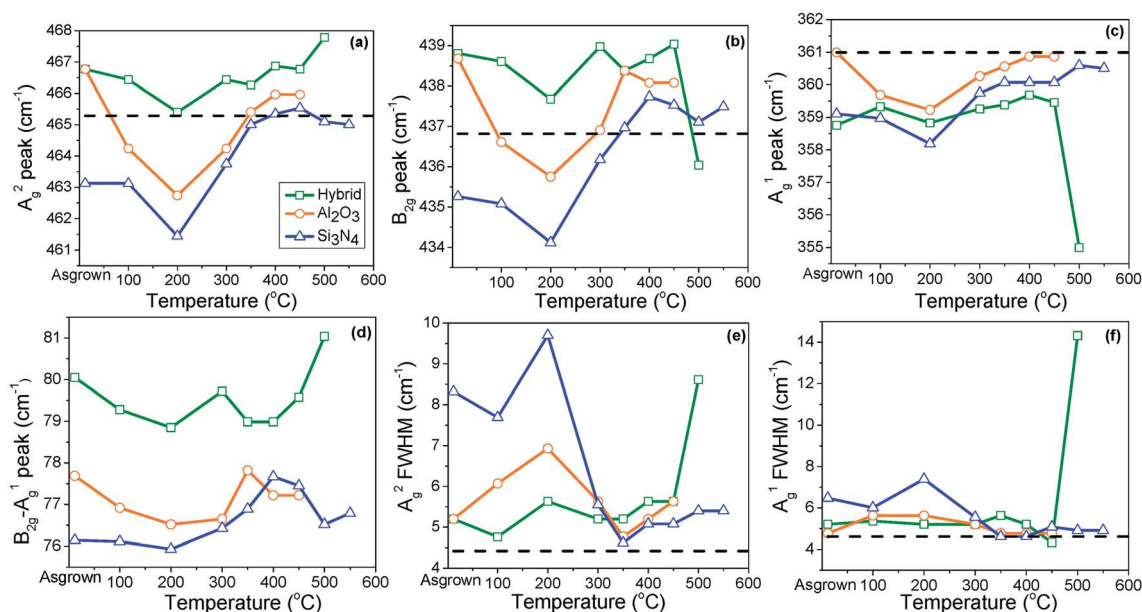 468
467
466
465
464
463
462
461
Asgrown 100 200 300 400 500 600
Temperature (°C)
A_g^2 peak (cm^-1)
(a)
Hybrid
Al2O3
Si3N4
439
438
437
436
435
434
Asgrown 100 200 300 400 500 600
Temperature (°C)
B_2g peak (cm^-1)
(b)
362
361
360
359
358
357
356
355
Asgrown 100 200 300 400 500 600
Temperature (°C)
A_g^1 peak (cm^-1)
(c)
81
80
79
78
77
76
Asgrown 100 200 300 400 500 600
Temperature (°C)
B_2g-A_g^1 peak (cm^-1)
(d)
10
9
8
7
6
5
4
Asgrown 100 200 300 400 500 600
Temperature (°C)
A_g^2 FWHM (cm^-1)
(e)
14
12
10
8
6
4
Asgrown 100 200 300 400 500 600
Temperature (°C)
A_g^1 FWHM (cm^-1)
(f)